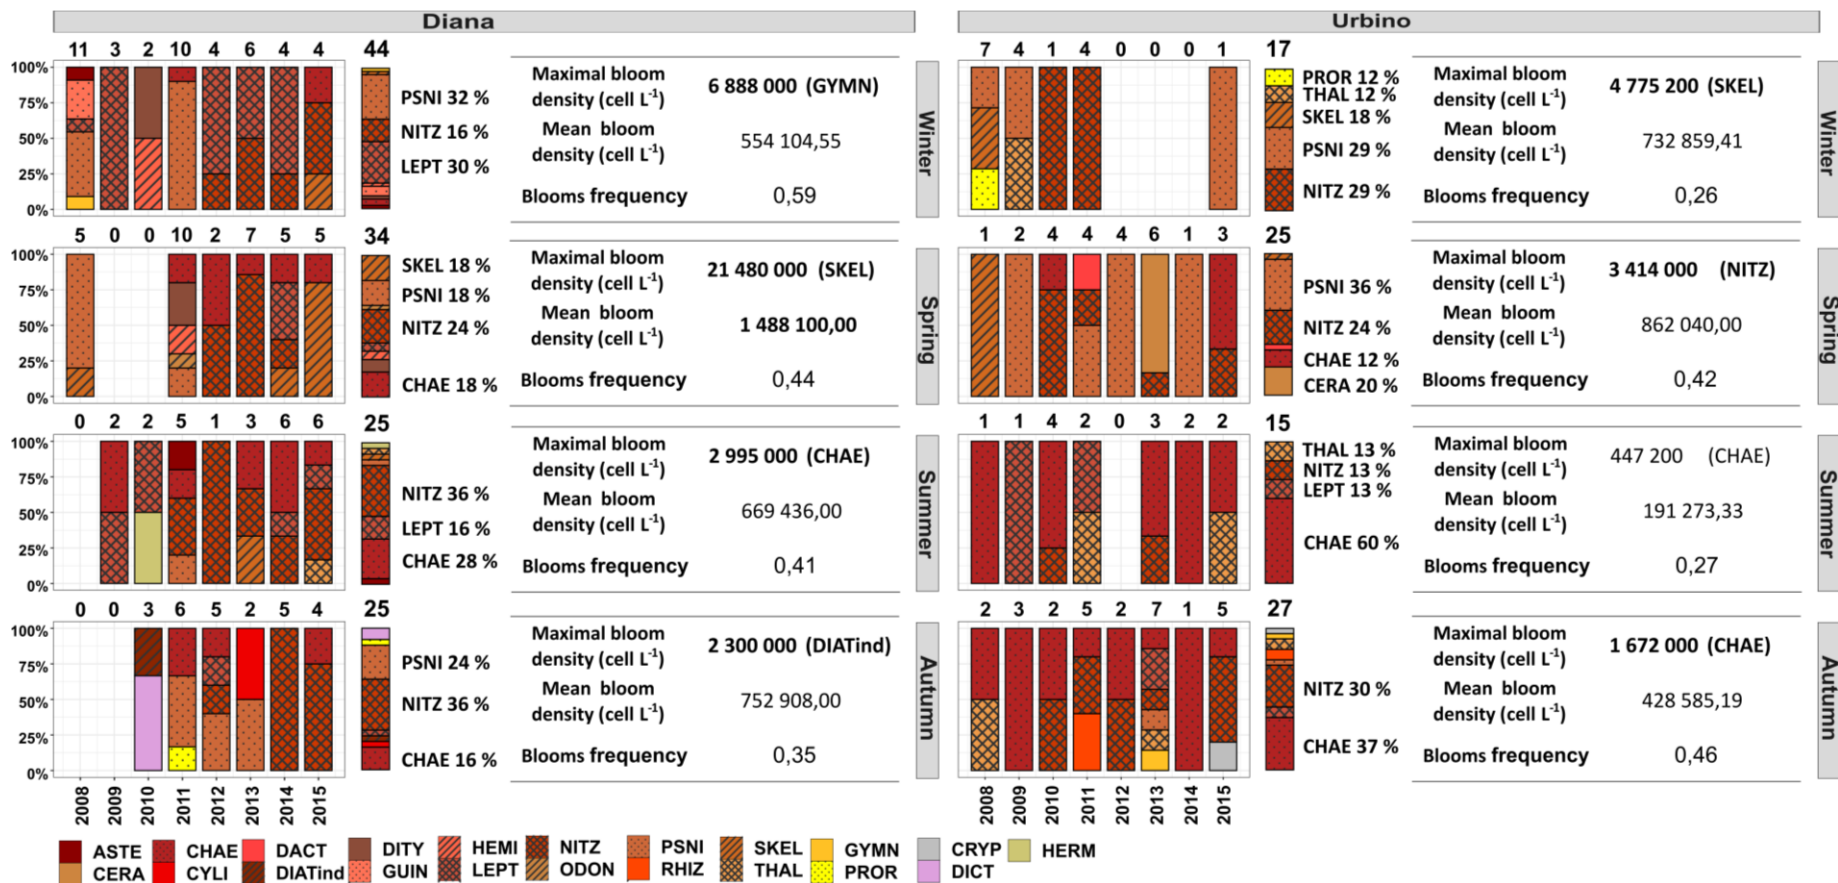 Diana
Urbino
11 3 2 10 4 6 4 4 44
100%
75%
50%
25%
0%
PSNI 32 %
NITZ 16 %
LEPT 30 %
Maximal bloom
density (cell L-1)
6 888 000 (GYMN)
Mean bloom
density (cell L-1)
554 104,55
Blooms frequency
0,59
Winter
7 4 1 4 0 0 0 1 17
PROR 12 %
THAL 12 %
SKEL 18 %
PSNI 29 %
NITZ 29 %
Maximal bloom
density (cell L-1)
4 775 200 (SKEL)
Mean bloom
density (cell L-1)
732 859,41
Blooms frequency
0,26
Winter
5 0 0 10 2 7 5 5 34
100%
75%
50%
25%
0%
SKEL 18 %
PSNI 18 %
NITZ 24 %
CHAE 18 %
Maximal bloom
density (cell L-1)
21 480 000 (SKEL)
Mean bloom
density (cell L-1)
1 488 100,00
Blooms frequency
0,44
Spring
1 2 4 4 4 6 1 3 25
PSNI 36 %
NITZ 24 %
CHAE 12 %
CERA 20 %
Maximal bloom
density (cell L-1)
3 414 000 (NITZ)
Mean bloom
density (cell L-1)
862 040,00
Blooms frequency
0,42
Spring
0 2 2 5 1 3 6 6 25
100%
75%
50%
25%
0%
NITZ 36 %
LEPT 16 %
CHAE 28 %
Maximal bloom
density (cell L-1)
2 995 000 (CHAE)
Mean bloom
density (cell L-1)
669 436,00
Blooms frequency
0,41
Summer
1 1 4 2 0 3 2 2 15
THAL 13 %
NITZ 13 %
LEPT 13 %
CHAE 60 %
Maximal bloom
density (cell L-1)
447 200 (CHAE)
Mean bloom
density (cell L-1)
191 273,33
Blooms frequency
0,27
Summer
0 0 3 6 5 2 5 4 25
100%
75%
50%
25%
0%
PSNI 24 %
NITZ 36 %
CHAE 16 %
Maximal bloom
density (cell L-1)
2 300 000 (DIATind)
Mean bloom
density (cell L-1)
752 908,00
Blooms frequency
0,35
Autumn
2 3 2 5 2 7 1 5 27
NITZ 30 %
CHAE 37 %
Maximal bloom
density (cell L-1)
1 672 000 (CHAE)
Mean bloom
density (cell L-1)
428 585,19
Blooms frequency
0,46
Autumn
2008 2009 2010 2011 2012 2013 2014 2015
2008 2009 2010 2011 2012 2013 2014 2015
ASTE CHAE DACT DITY HEMI NITZ PSNI SKEL GYMN CRYP HERM
CERA CYLI DIATind GUIN LEPT ODON RHIZ THAL PROR DICT